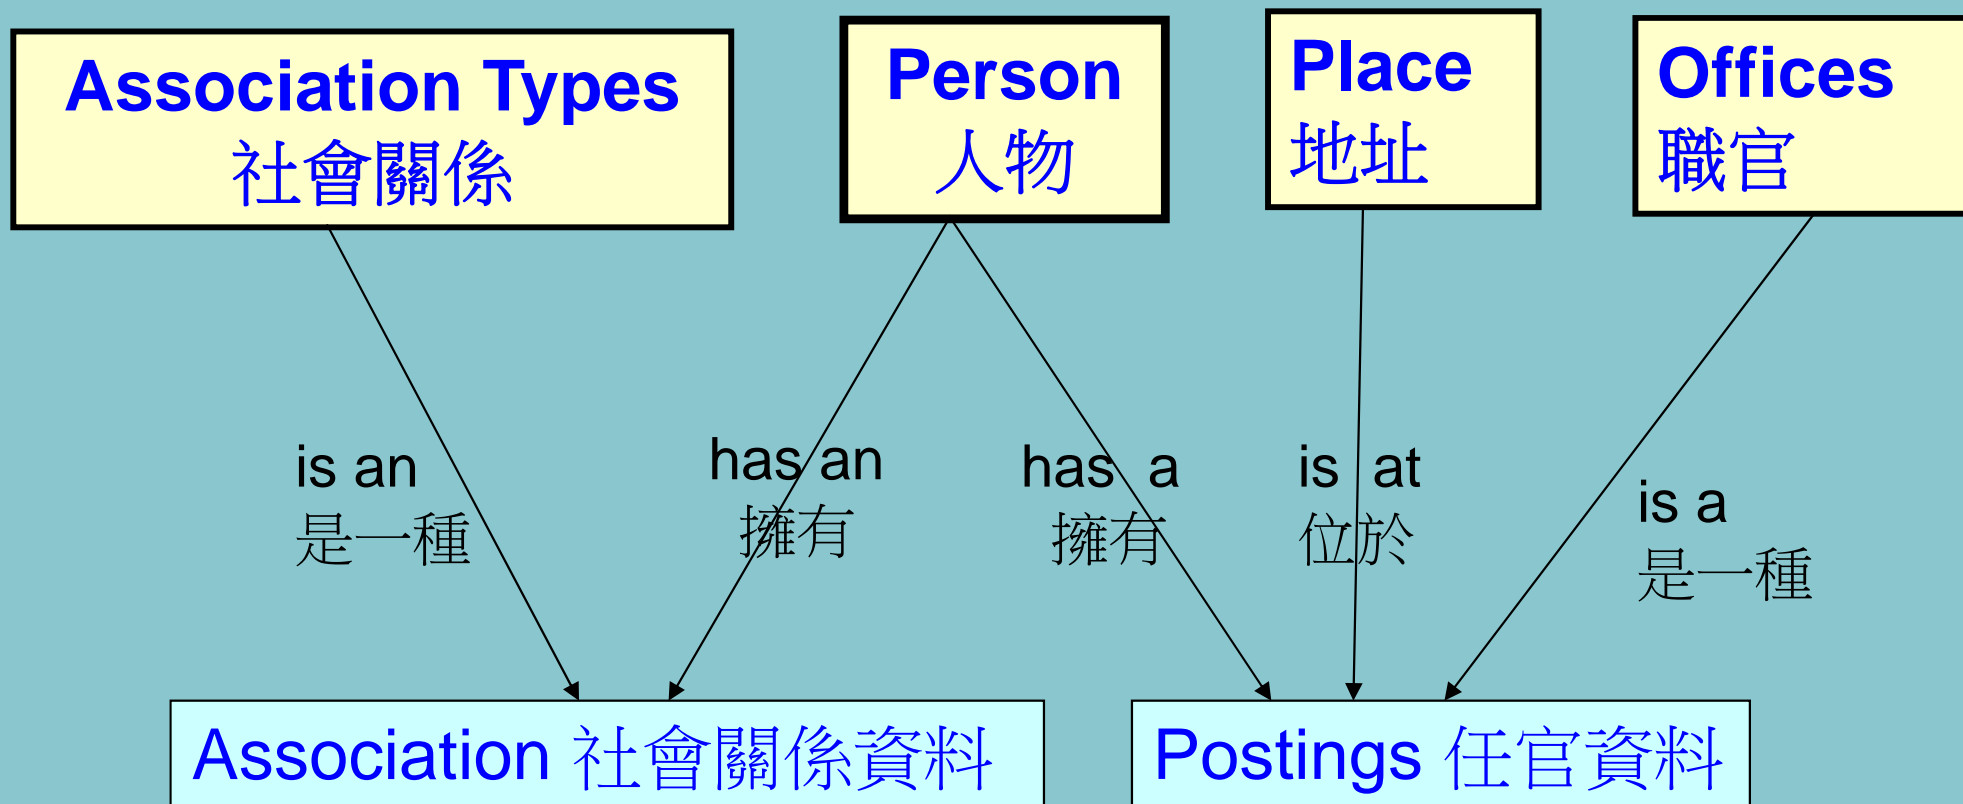 Association Types
社會關係
Person
人物
Place
地址
Offices
職官
is an
是一種
has an
擁有
has a
擁有
is at
位於
is a
是一種
Association 社會關係資料
Postings 任官資料